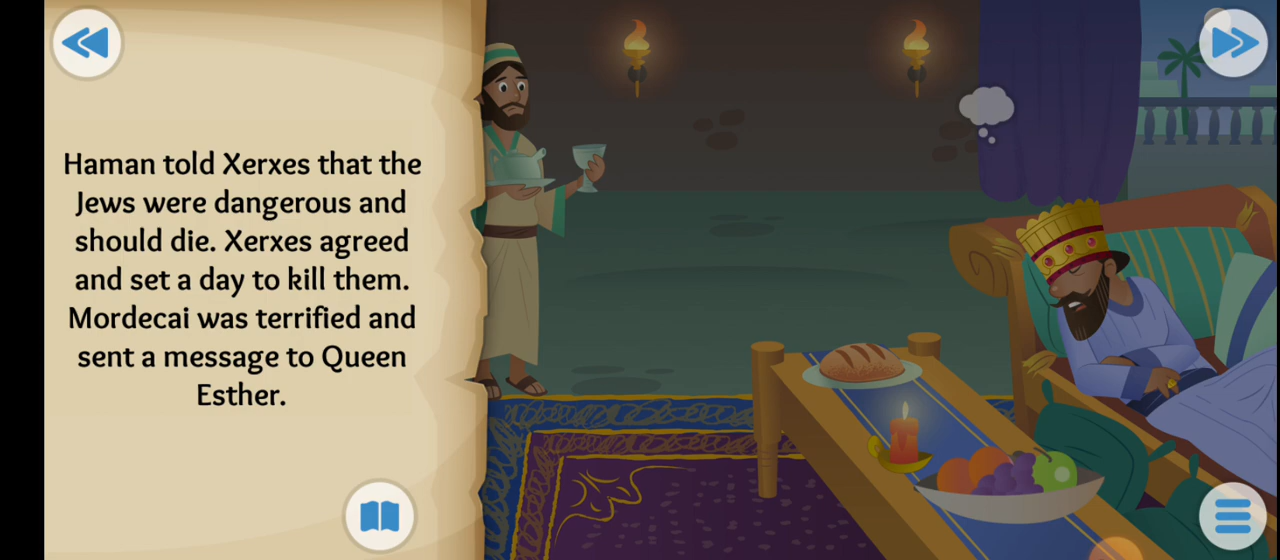 Haman told Xerxes that the
Jews were dangerous and
should die. Xerxes agreed
and set a day to kill them.
Mordecai was terrified and
sent a message to Queen
Esther.